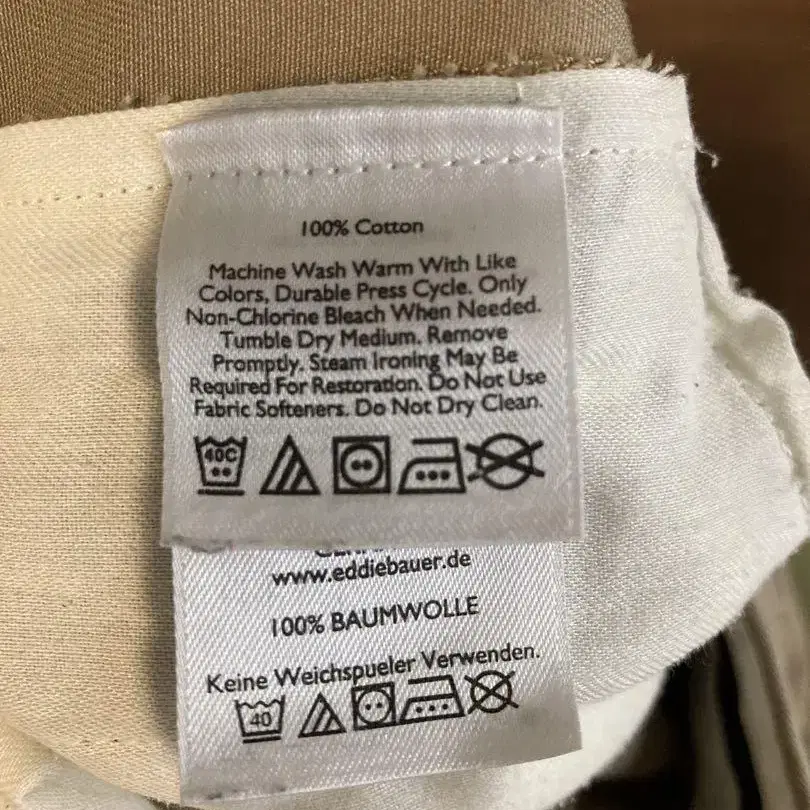 100% Cotton
Machine Wash Warm With Like
Colors, Durable Press Cycle. Only
Non-Chlorine Bleach When Needed.
Tumble Dry Medium. Remove
Promptly. Steam Ironing May Be
Required For Restoration. Do Not Use
Fabric Softeners. Do Not Dry Clean.
40C
www.eddiebauer.de
100% BAUMWOLLE
Keine Weichspueler Verwenden.
40